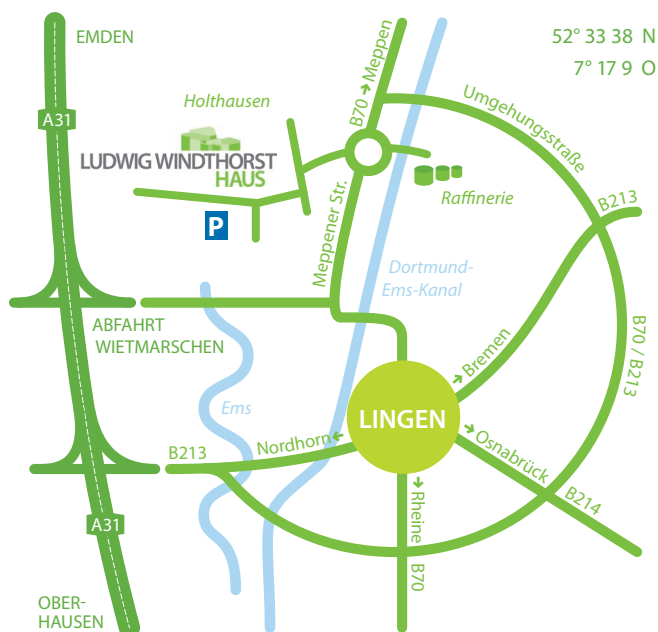 EMDEN
52° 33 38 N
7° 17 9 O
A31
Holthausen
B70 → Meppen
Umgehungsstraße
LUDWIG WINDTHORST
HAUS
P
Raffinerie
B213
Meppener Str.
Dortmund-
Ems-Kanal
ABFAHRT
WIETMARSCHEN
B70 / B213
→ Bremen
Ems
LINGEN
B213
Nordhorn ←
→ Osnabrück
B214
→ Rheine
B70
A31
OBER-
HAUSEN